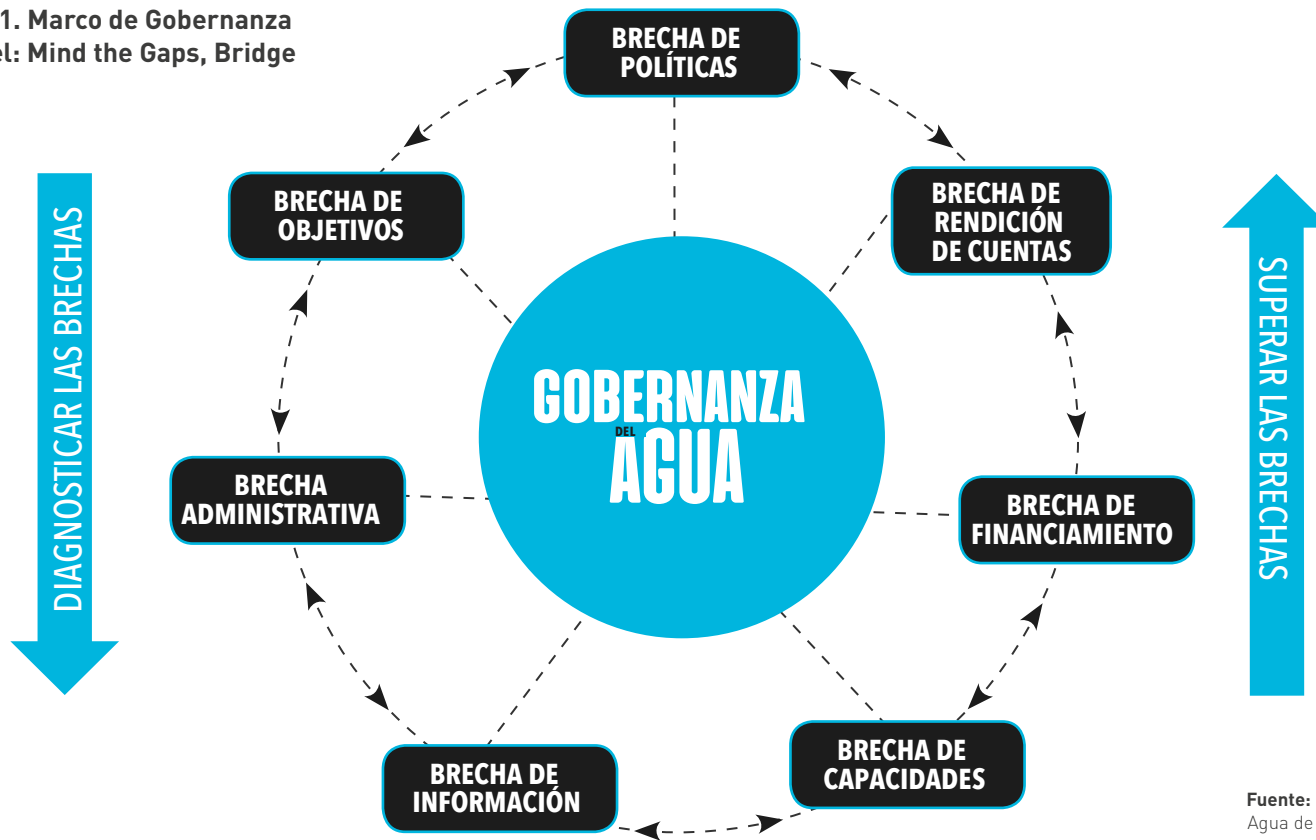 1. Marco de Gobernanza
el: Mind the Gaps, Bridge
BRECHA DE
POLÍTICAS
BRECHA DE
OBJETIVOS
BRECHA DE
RENDICIÓN
DE CUENTAS
DIAGNOSTICAR LAS BRECHAS
SUPERAR LAS BRECHAS
GOBERNANZA
DEL
AGUA
BRECHA
ADMINISTRATIVA
BRECHA DE
FINANCIAMIENTO
BRECHA DE
INFORMACIÓN
BRECHA DE
CAPACIDADES
Fuente:
Agua de